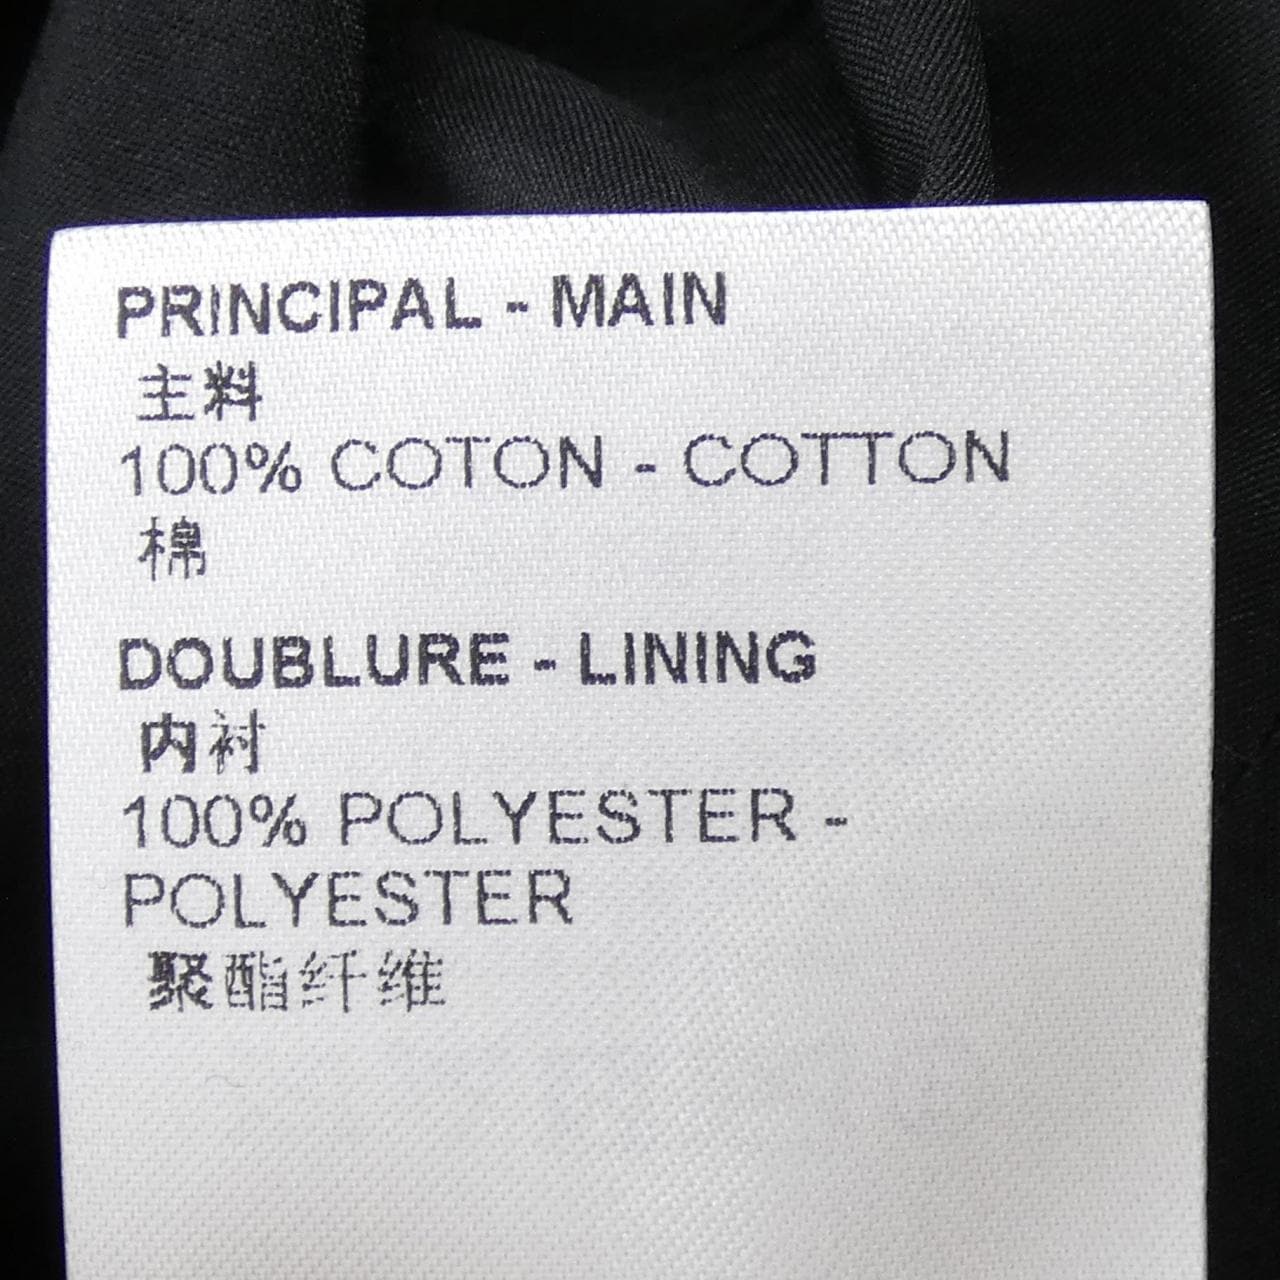 PRINCIPAL - MAIN
主料
100% COTON - COTTON
棉
DOUBLURE - LINING
内衬
100% POLYESTER -
POLYESTER
聚酯纤维